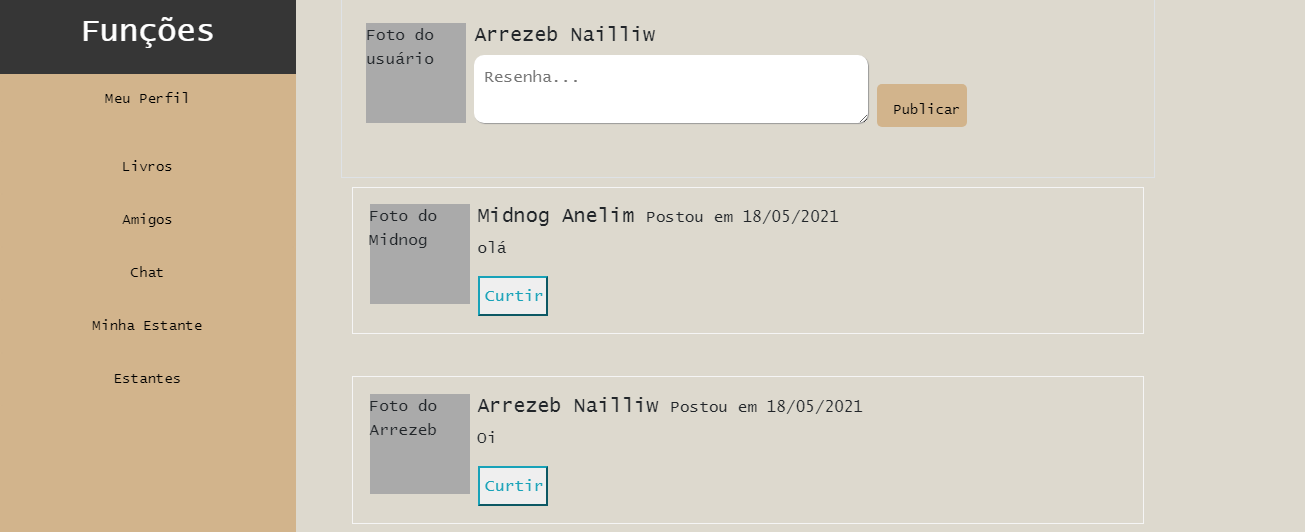 Funções
Meu Perfil
Livros
Amigos
Chat
Minha Estante
Estantes
Foto do
usuário
Arrezeb Nailliw
Resenha...
Publicar
Foto do
Midnog
Midnog Anelim Postou em 18/05/2021
olá
Curtir
Foto do
Arrezeb
Arrezeb Nailliw Postou em 18/05/2021
Oi
Curtir